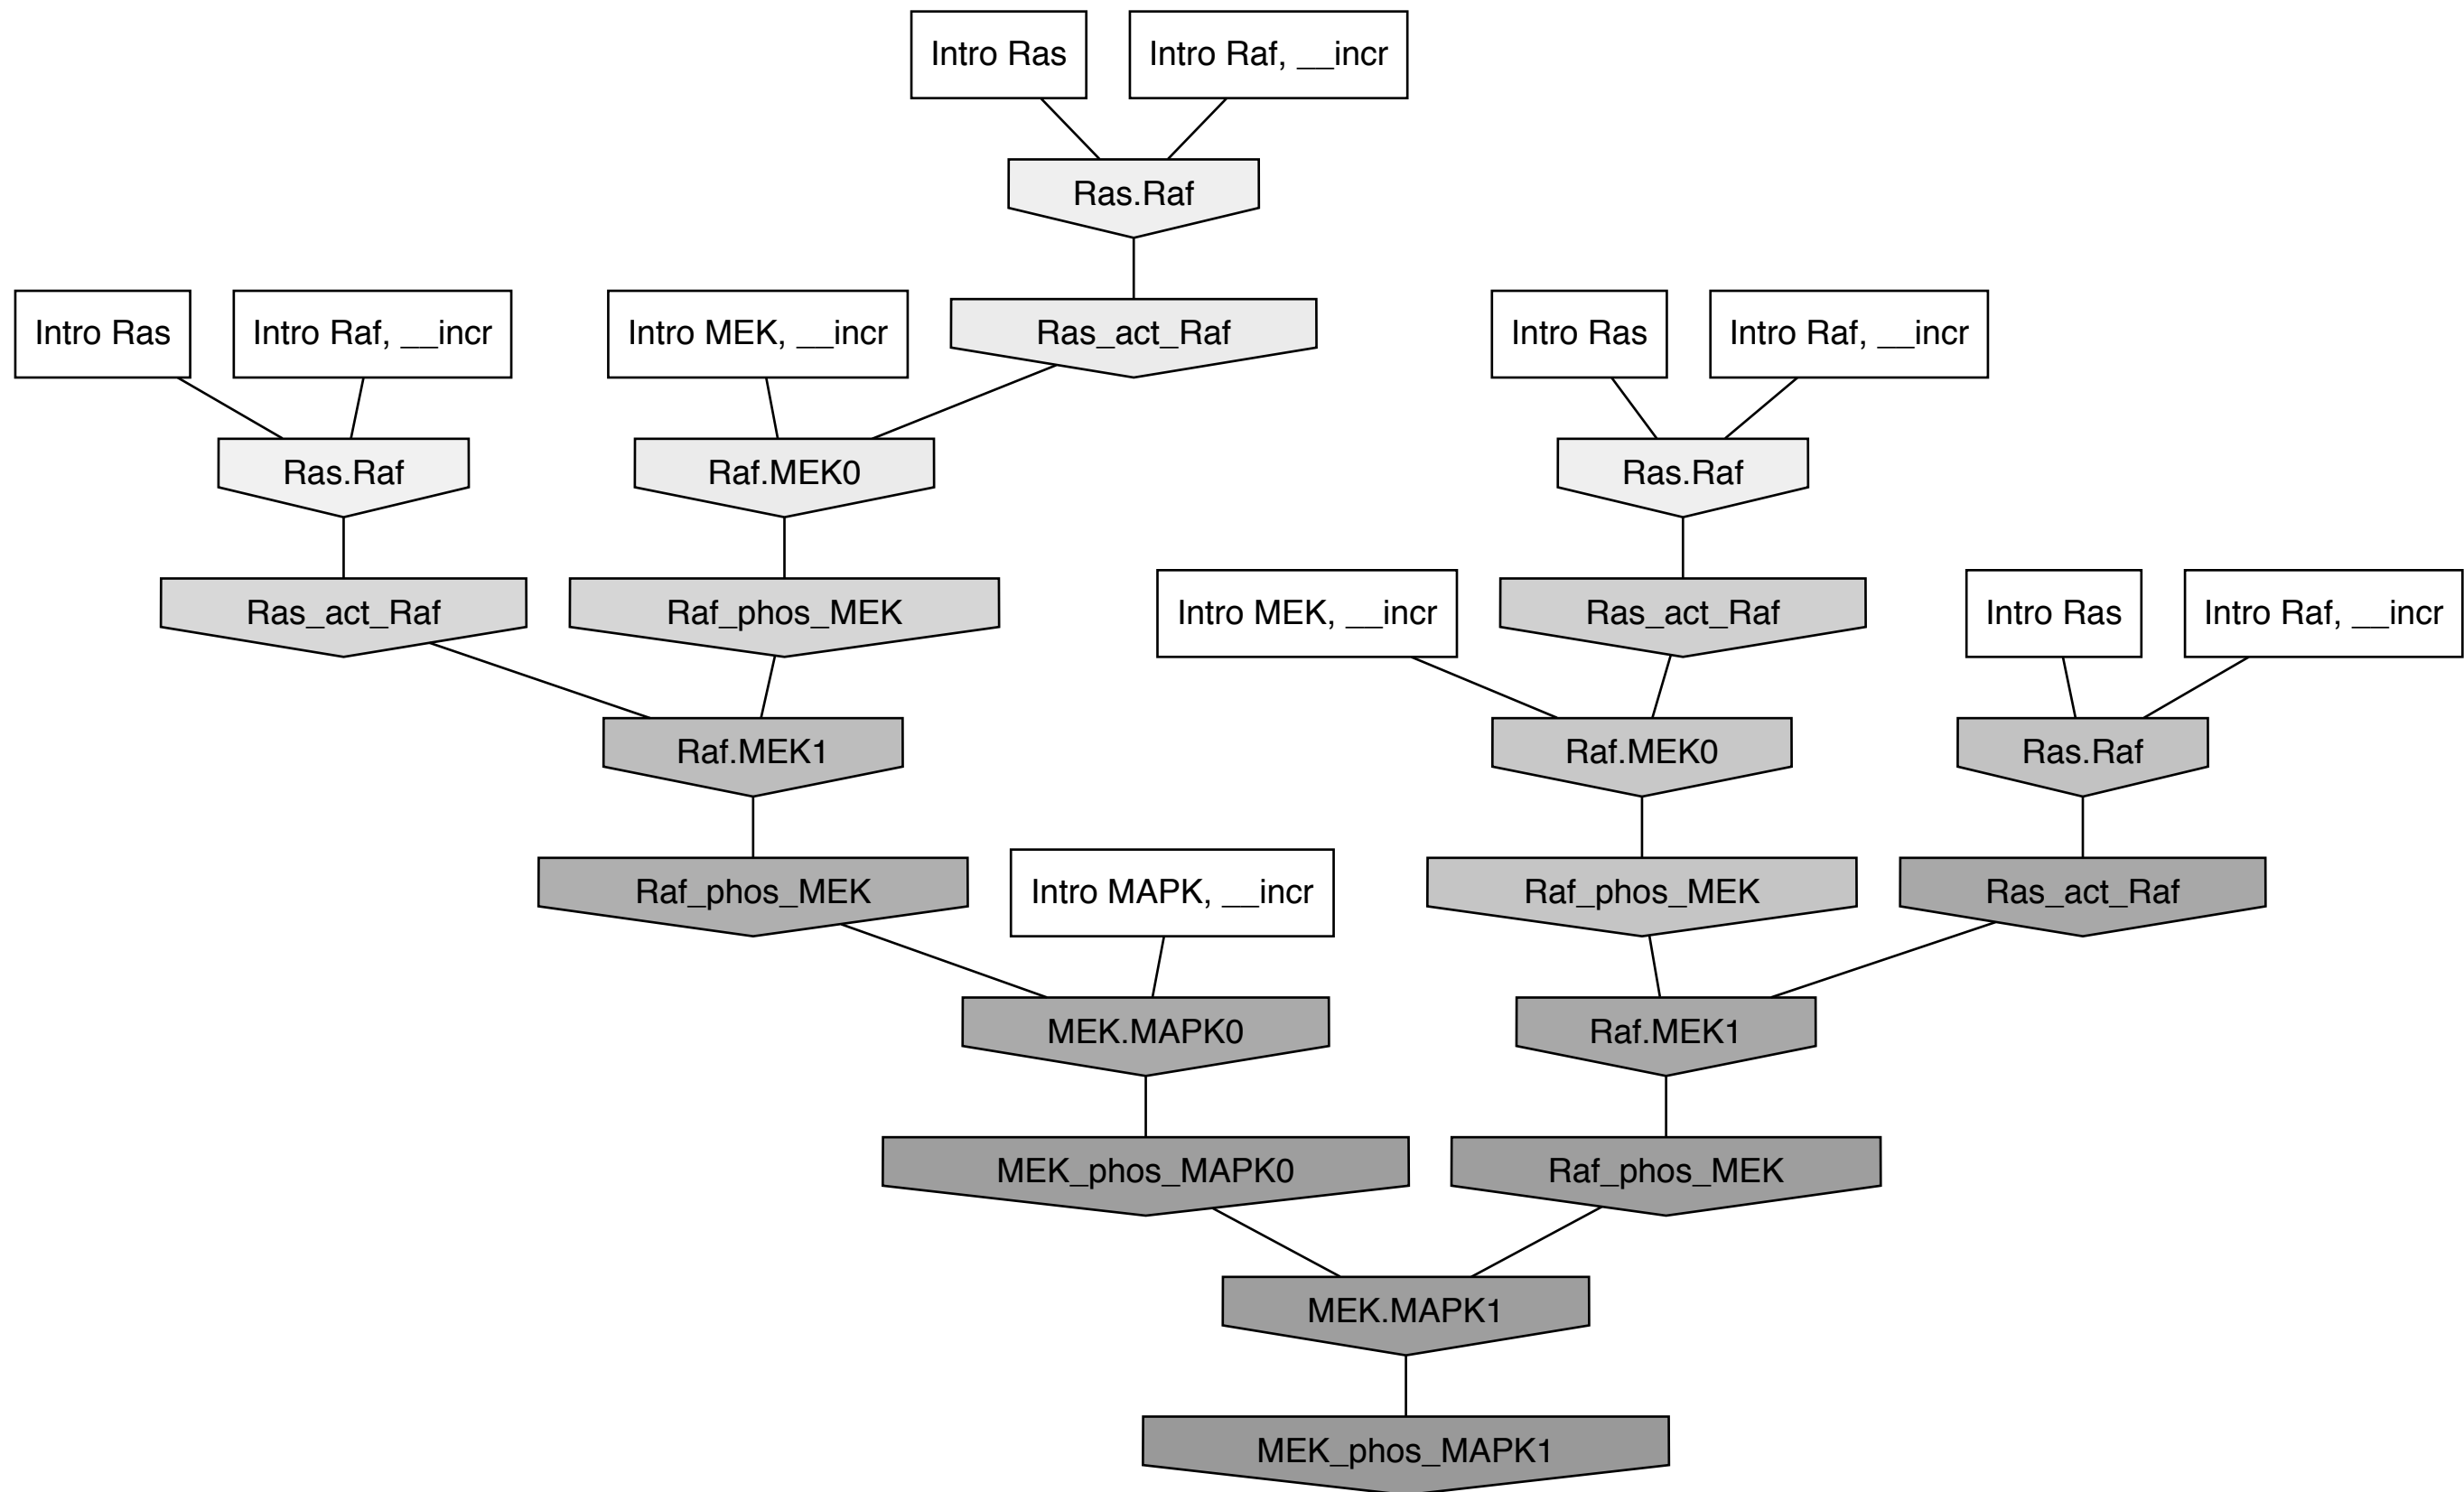 Intro Ras
Intro Raf, __incr
Ras.Raf
Intro Ras
Intro Raf, __incr
Intro MEK, __incr
Ras_act_Raf
Intro Ras
Intro Raf, __incr
Ras.Raf
Raf.MEK0
Ras.Raf
Ras_act_Raf
Raf_phos_MEK
Intro MEK, __incr
Ras_act_Raf
Intro Ras
Intro Raf, __incr
Raf.MEK1
Raf.MEK0
Ras.Raf
Raf_phos_MEK
Intro MAPK, __incr
Raf_phos_MEK
Ras_act_Raf
MEK.MAPK0
Raf.MEK1
MEK_phos_MAPK0
Raf_phos_MEK
MEK.MAPK1
MEK_phos_MAPK1